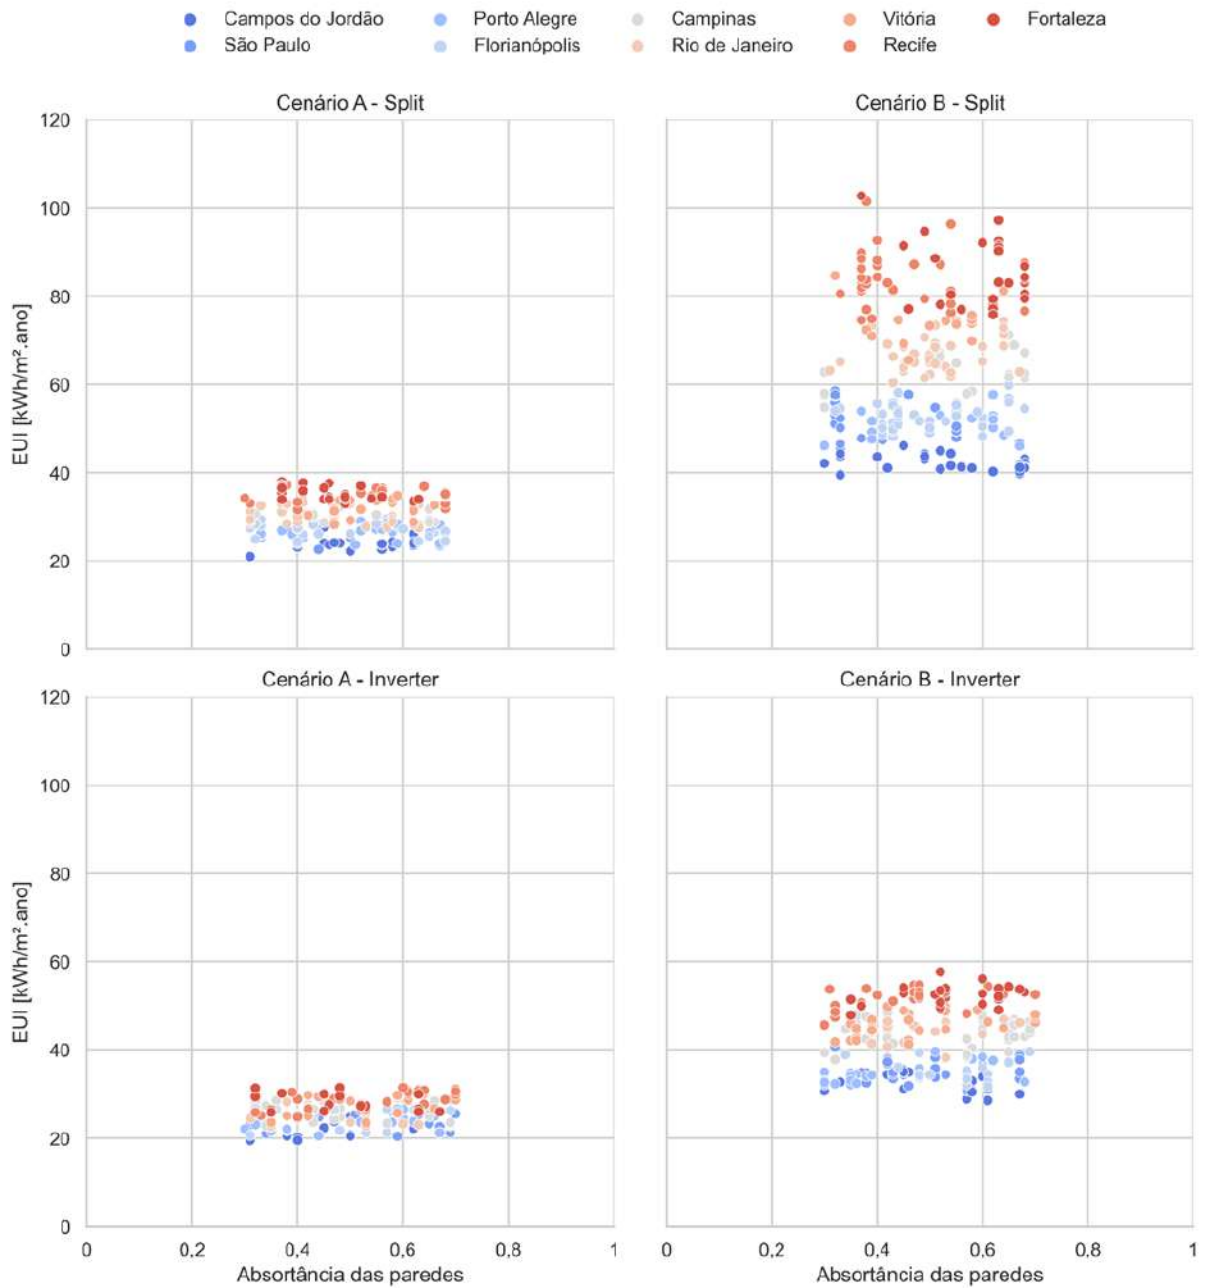 Campos do Jordão Porto Alegre Campinas Vitória Fortaleza
São Paulo Florianópolis Rio de Janeiro Recife
Cenário A - Split Cenário B - Split
120
100
80
60
40
20
0
EUI [kWh/m².ano]
Cenário A - Inverter Cenário B - Inverter
120
100
80
60
40
20
0
EUI [kWh/m².ano]
0 0,2 0,4 0,6 0,8 1 0 0,2 0,4 0,6 0,8 1
Absortância das paredes Absortância das paredes